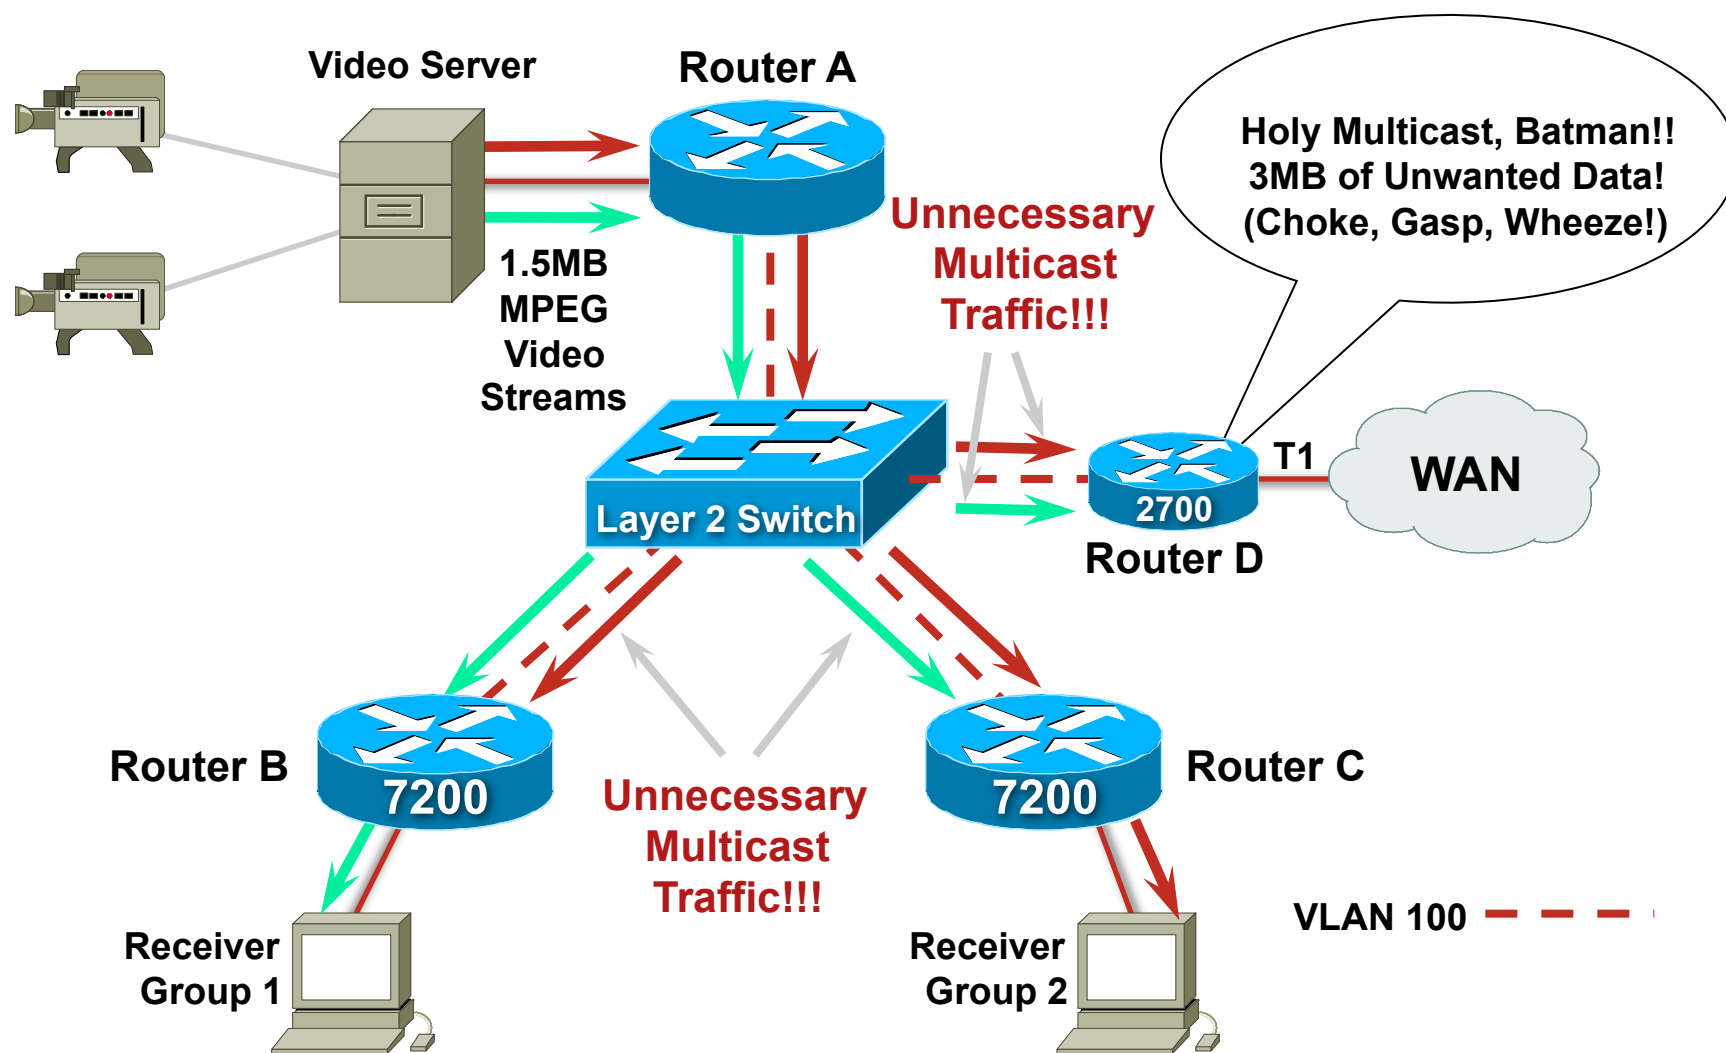 Video Server
Router A
Holy Multicast, Batman!!
3MB of Unwanted Data!
(Choke, Gasp, Wheeze!)
Unnecessary
Multicast
Traffic!!!
1.5MB
MPEG
Video
Streams
T1
WAN
Layer 2 Switch
2700
Router D
Router B
7200
Unnecessary
Multicast
Traffic!!!
7200
Router C
Receiver
Group 1
Receiver
Group 2
VLAN 100